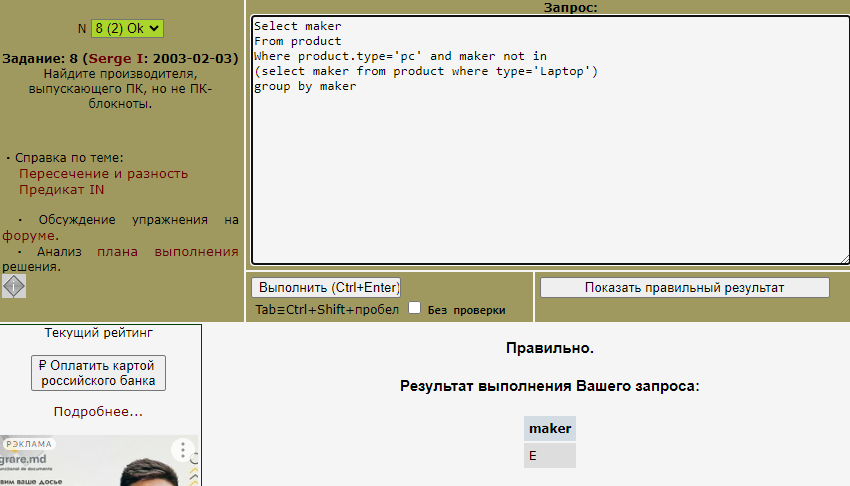 N 8 (2) Ok
Задание: 8 (Serge I: 2003-02-03)
Найдите производителя,
выпускающего ПК, но не ПК-
блокноты.
· Справка по теме:
Пересечение и разность
Предикат IN
· Обсуждение упражнения на
форуме.
· Анализ плана выполнения
решения.
Запрос:
Select maker
From product
Where product.type='pc' and maker not in
(select maker from product where type='Laptop')
group by maker
Выполнить (Ctrl+Enter)
Tab≡Ctrl+Shift+пробел Без проверки
Показать правильный результат
Текущий рейтинг
₽ Оплатить картой
российского банка
Подробнее...
РЭКЛАМА
grare.md
вим ваше досье
Правильно.
Результат выполнения Вашего запроса:
maker
E